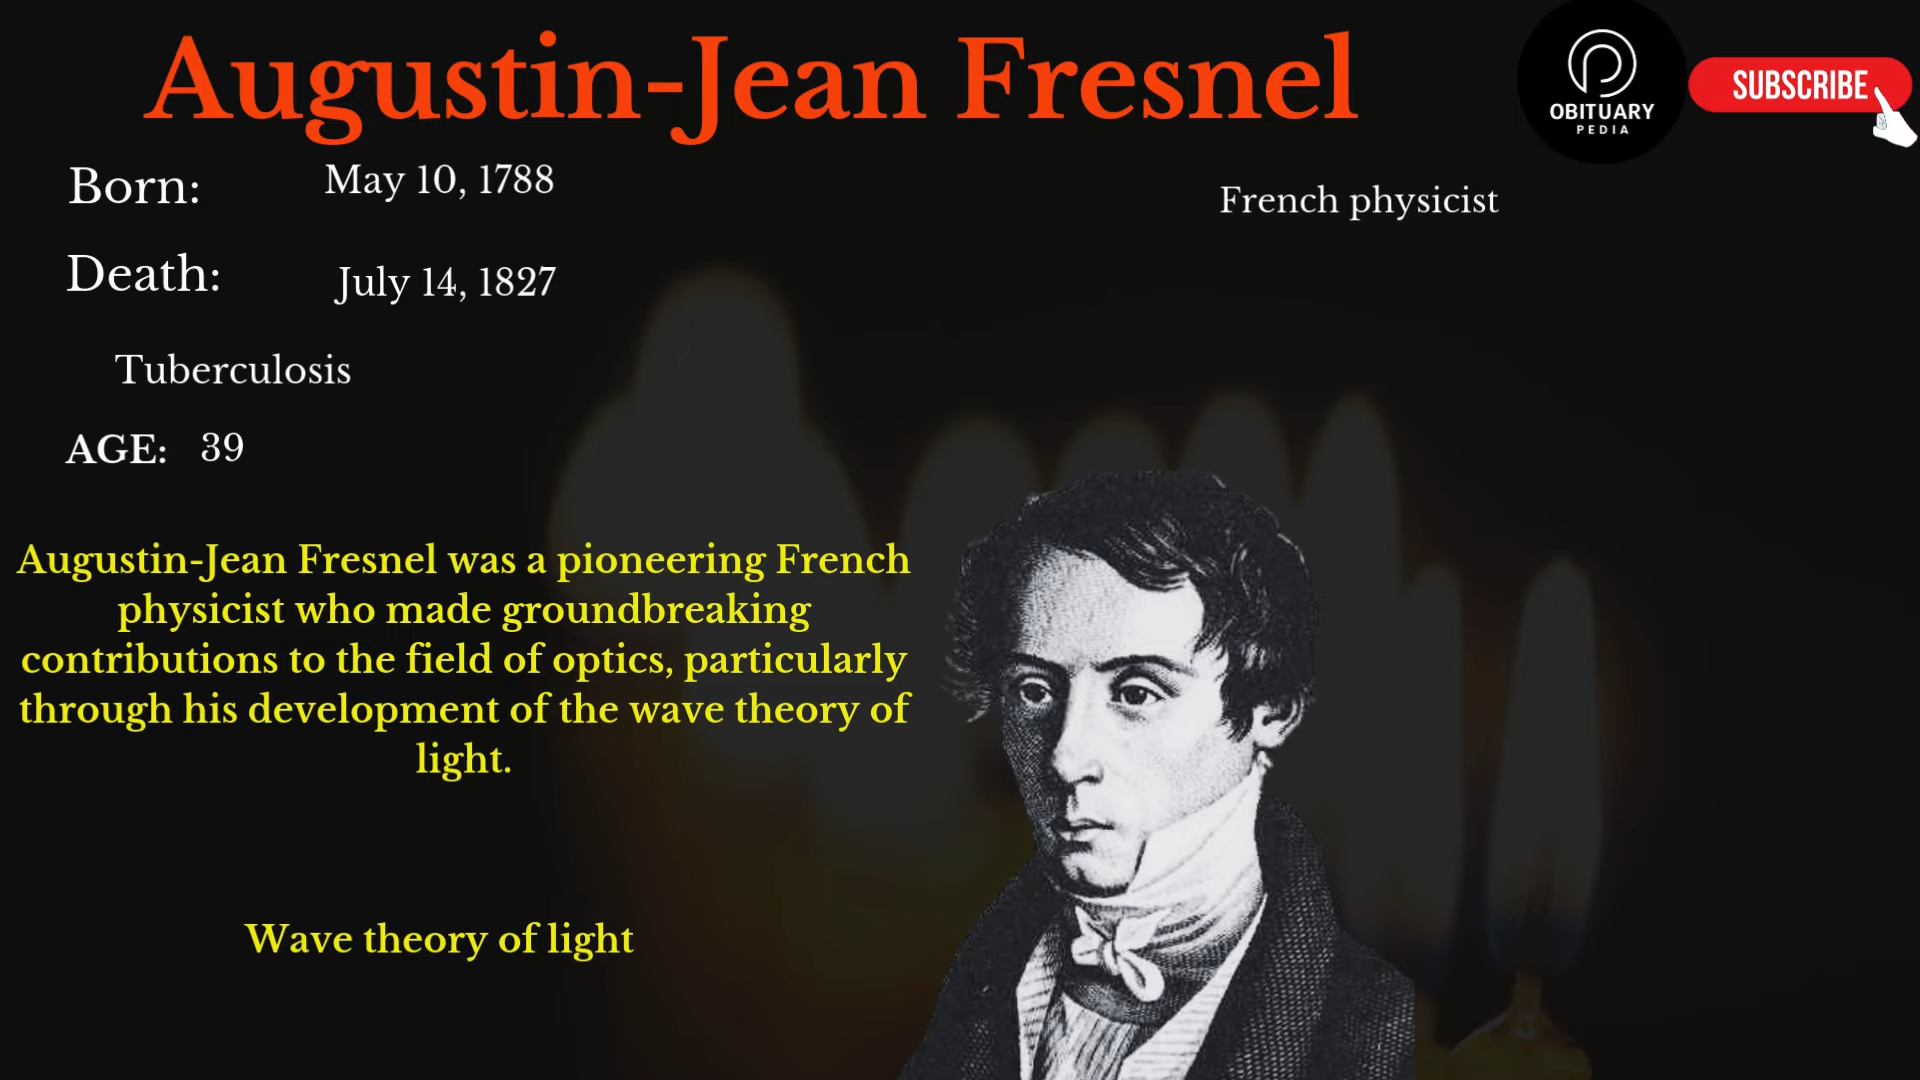 Augustin-Jean Fresnel
OBITUARY
PEDIA
SUBSCRIBE
Born: May 10, 1788
French physicist
Death: July 14, 1827
Tuberculosis
AGE: 39
Augustin-Jean Fresnel was a pioneering French
physicist who made groundbreaking
contributions to the field of optics, particularly
through his development of the wave theory of
light.
Wave theory of light